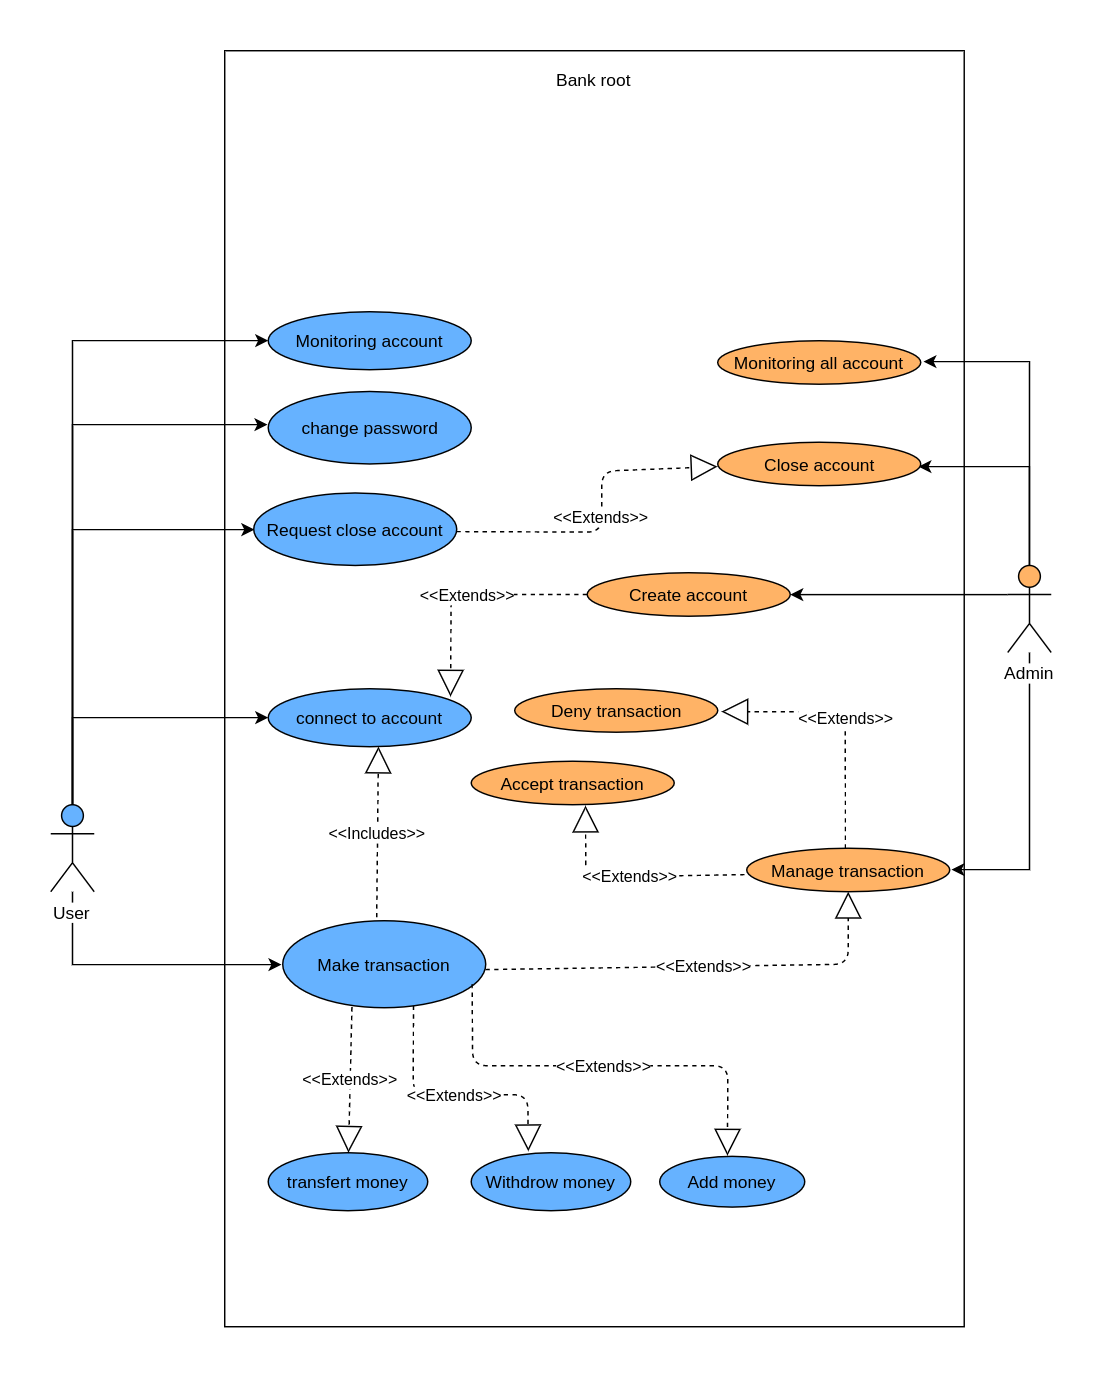 Bank root
Monitoring account
Monitoring all account
change password
Close account
<<Extends>>
Request close account
<<Extends>>
Create account
Admin
connect to account
Deny transaction
<<Extends>>
Accept transaction
<<Includes>>
<<Extends>>
Manage transaction
User
Make transaction
<<Extends>>
<<Extends>>
<<Extends>>
<<Extends>>
transfert money
Withdrow money
Add money